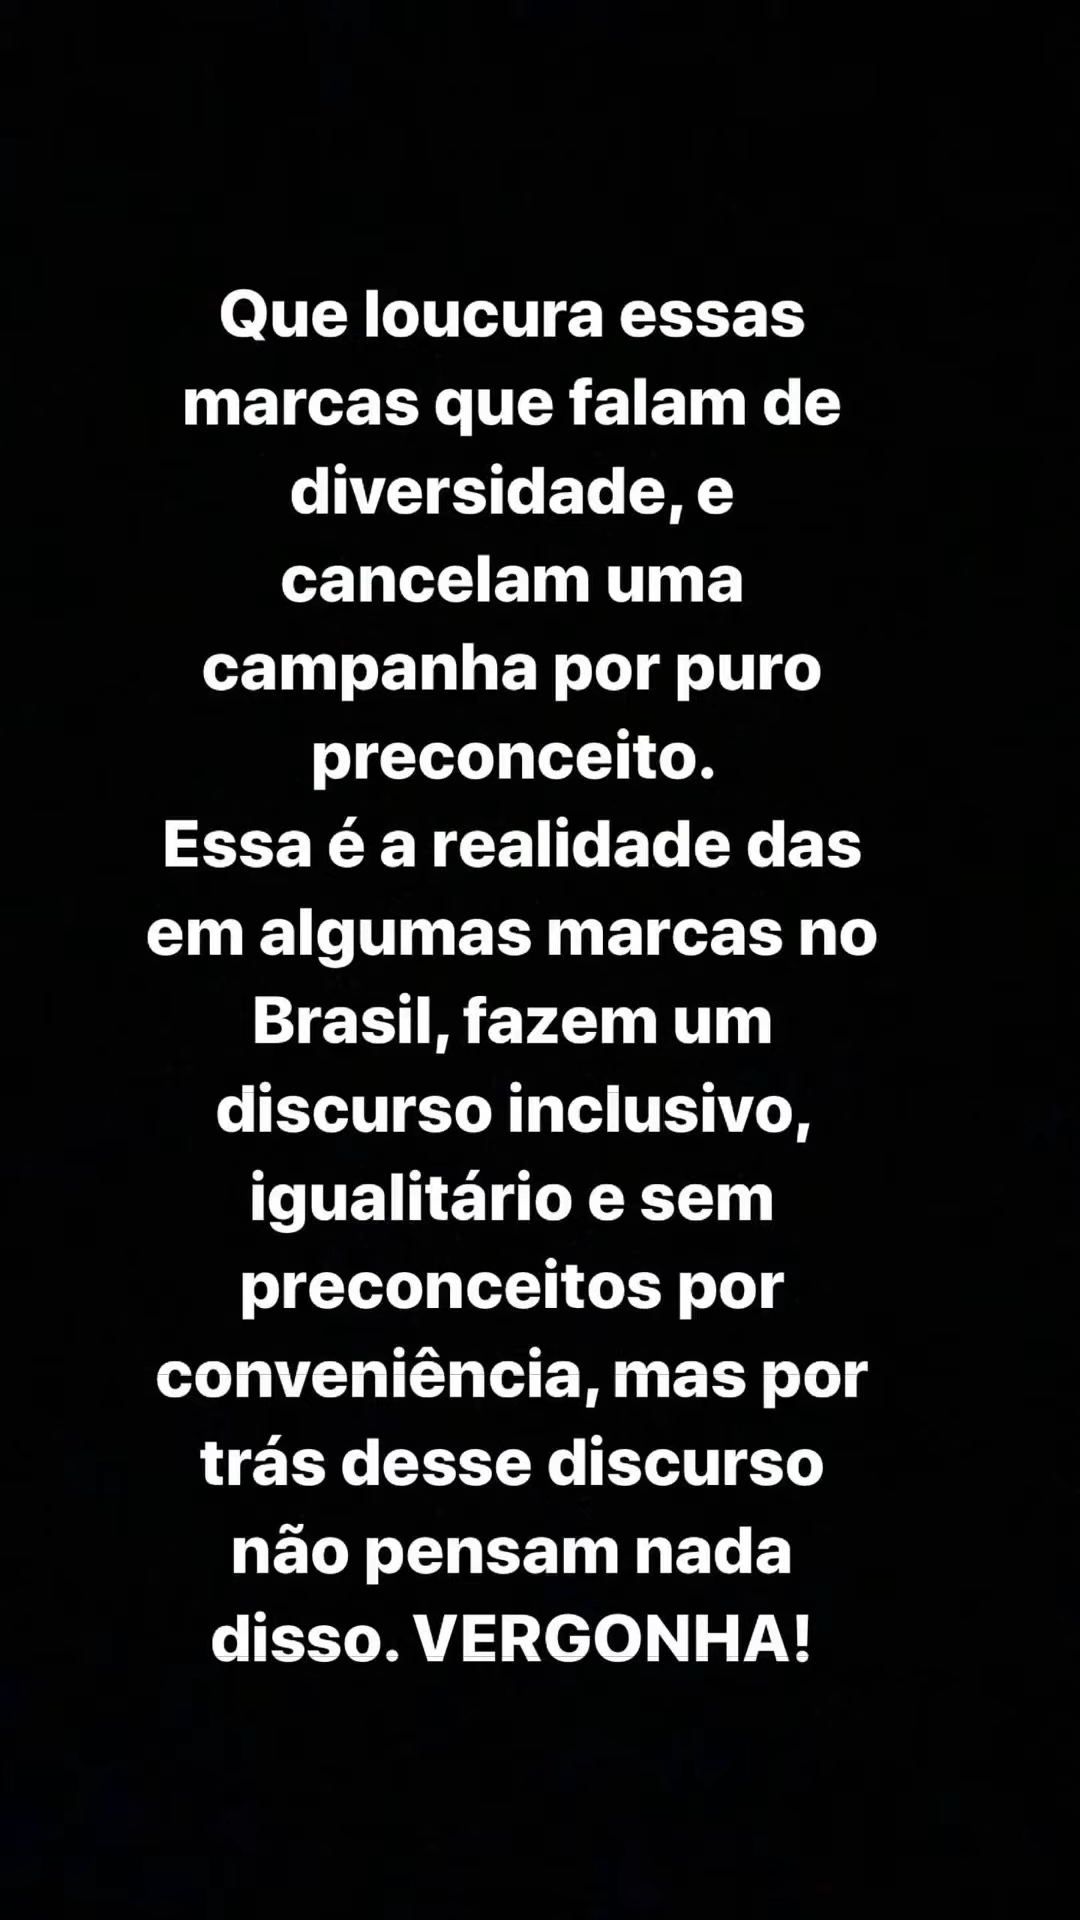 Que loucura essas
marcas que falam de
diversidade, e
cancelam uma
campanha por puro
preconceito.
Essa é a realidade das
em algumas marcas no
Brasil, fazem um
discurso inclusivo,
igualitário e sem
preconceitos por
conveniência, mas por
trás desse discurso
não pensam nada
disso. VERGONHA!